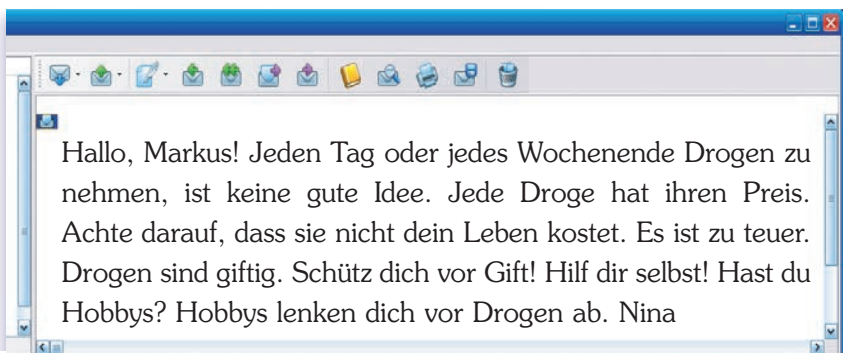 Hallo, Markus! Jeden Tag oder jedes Wochenende Drogen zu
nehmen, ist keine gute Idee. Jede Droge hat ihren Preis.
Achte darauf, dass sie nicht dein Leben kostet. Es ist zu teuer.
Drogen sind giftig. Schütz dich vor Gift! Hilf dir selbst! Hast du
Hobbys? Hobbys lenken dich vor Drogen ab. Nina